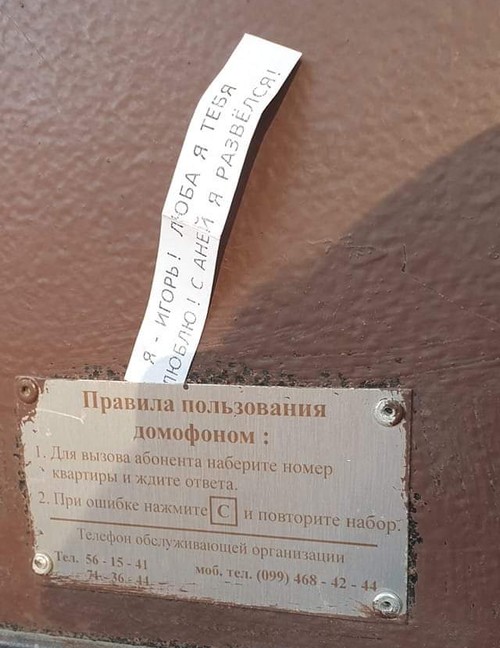 Я - ИГОРЬ! ЛЮБА Я ТЕБЯ
ЛЮБЛЮ! С АНЕЙ Я РАЗВЁЛСЯ!
Правила пользования
домофоном :
1. Для вызова абонента наберите номер
квартиры и ждите ответа.
2. При ошибке нажмите C и повторите набор.
Телефон обслуживающей организации
Тел. 56 - 15 - 41 моб. тел. (099) 468 - 42 - 44
71 - 36 - 44